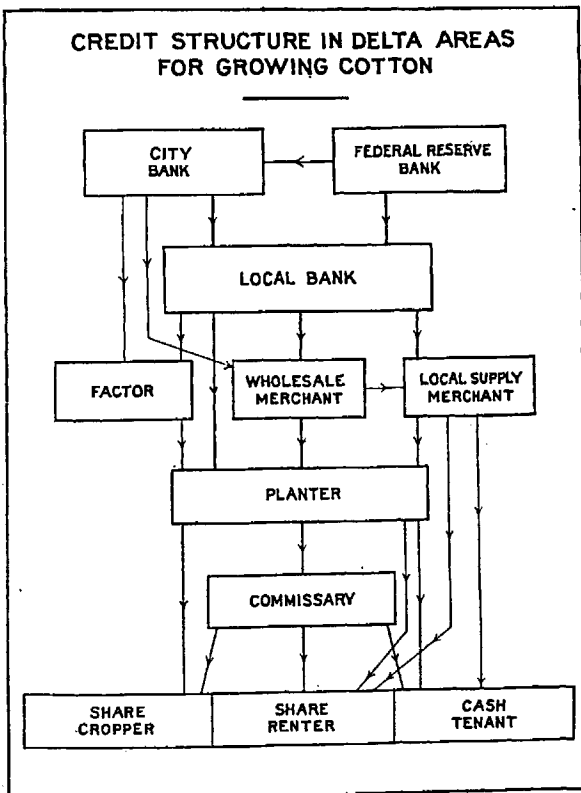 CREDIT STRUCTURE IN DELTA AREAS
FOR GROWING COTTON
CITY
BANK
FEDERAL RESERVE
BANK
LOCAL BANK
FACTOR
WHOLESALE
MERCHANT
LOCAL SUPPLY
MERCHANT
PLANTER
COMMISSARY
SHARE
CROPPER
SHARE
RENTER
CASH
TENANT